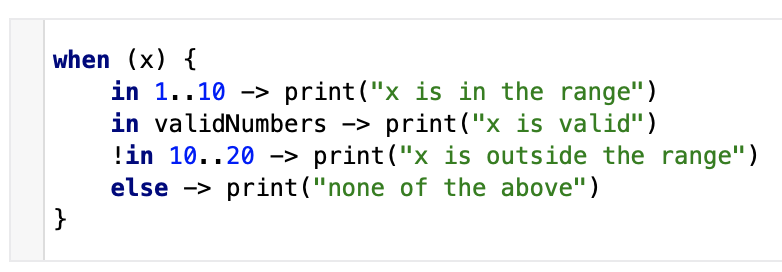 when (x) {
    in 1..10 -> print("x is in the range")
    in validNumbers -> print("x is valid")
    !in 10..20 -> print("x is outside the range")
    else -> print("none of the above")
}